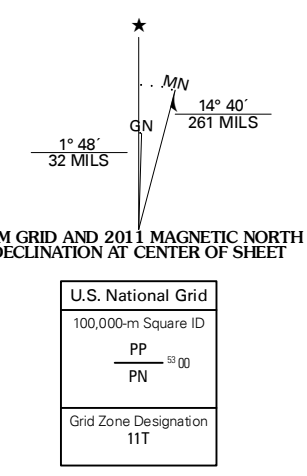 MN
GN
14° 40´
261 MILS
1° 48´
32 MILS
M GRID AND 2011 MAGNETIC NORTH
DECLINATION AT CENTER OF SHEET
U.S. National Grid
100,000-m Square ID
PP
53 00
PN
Grid Zone Designation
11T